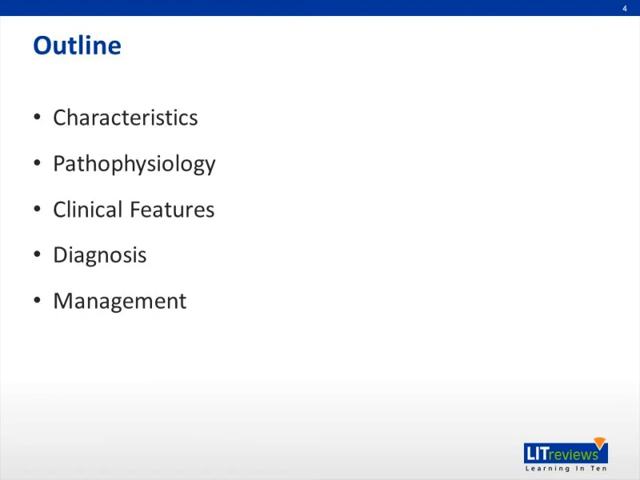 4
Outline
• Characteristics
• Pathophysiology
• Clinical Features
• Diagnosis
• Management
LITreviews
Learning In Ten